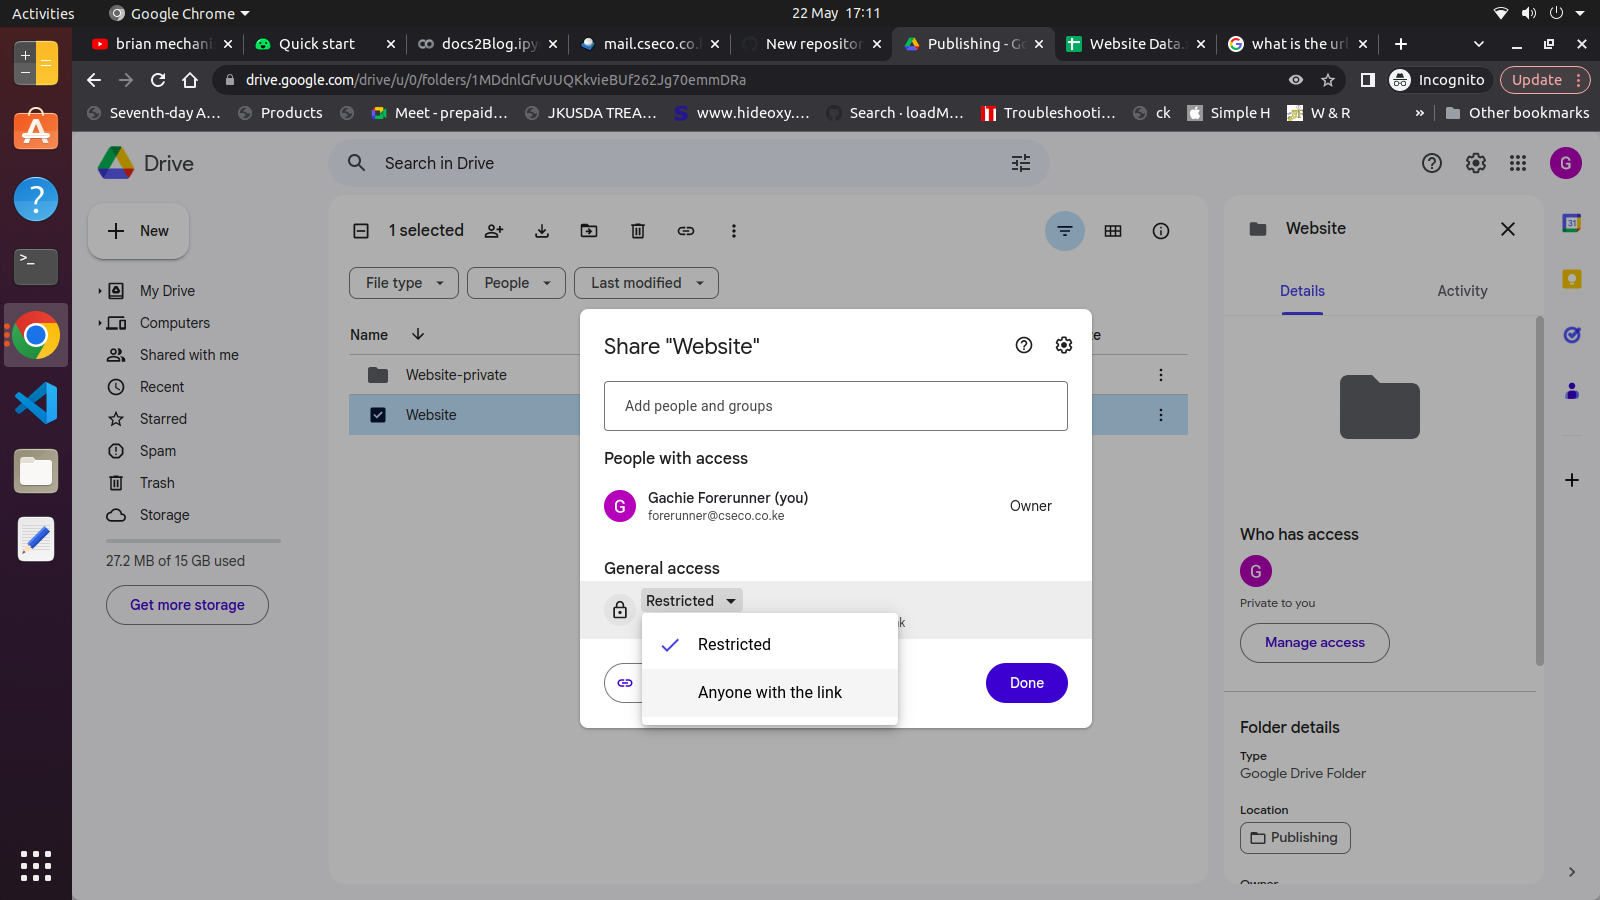 Activities
Google Chrome
22 May 17:11
brian mechani
Quick start
docs2Blog.ipy
mail.cseco.co.
New repositor
Publishing - Go
Website Data.x
what is the url
drive.google.com/drive/u/0/folders/1MDdnlGfvUUQKkvieBUf262Jg70emmDRa
Incognito
Update
Seventh-day A...
Products
Meet - prepaid...
JKUSDA TREA...
www.hideoxy....
Search · loadM...
Troubleshooti...
ck
Simple H
W & R
»
Other bookmarks
Drive
Search in Drive
G
New
1 selected
My Drive
Computers
Shared with me
Recent
Starred
Spam
Trash
Storage
27.2 MB of 15 GB used
Get more storage
File type
People
Last modified
Name
Website-private
Website
Share "Website"
Add people and groups
People with access
G
Gachie Forerunner (you)
forerunner@cseco.co.ke
Owner
General access
Restricted
Restricted
Anyone with the link
Done
Website
Details
Activity
Who has access
G
Private to you
Manage access
Folder details
Type
Google Drive Folder
Location
Publishing
Owner
31